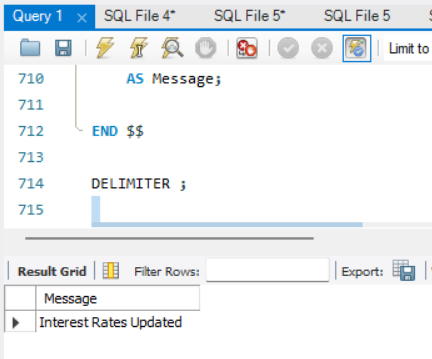 Query 1 SQL File 4* SQL File 5* SQL File 5
Limit to
710 AS Message;
711
712 END $$
713
714 DELIMITER ;
715
Result Grid Filter Rows: Export:
Message
Interest Rates Updated